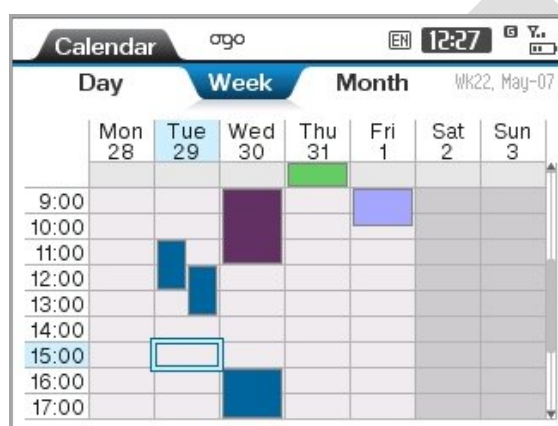 Calendar ogo EN 12:27 G
Day Week Month Wk22, May-07
Mon Tue Wed Thu Fri Sat Sun
28 29 30 31 1 2 3
9:00
10:00
11:00
12:00
13:00
14:00
15:00
16:00
17:00